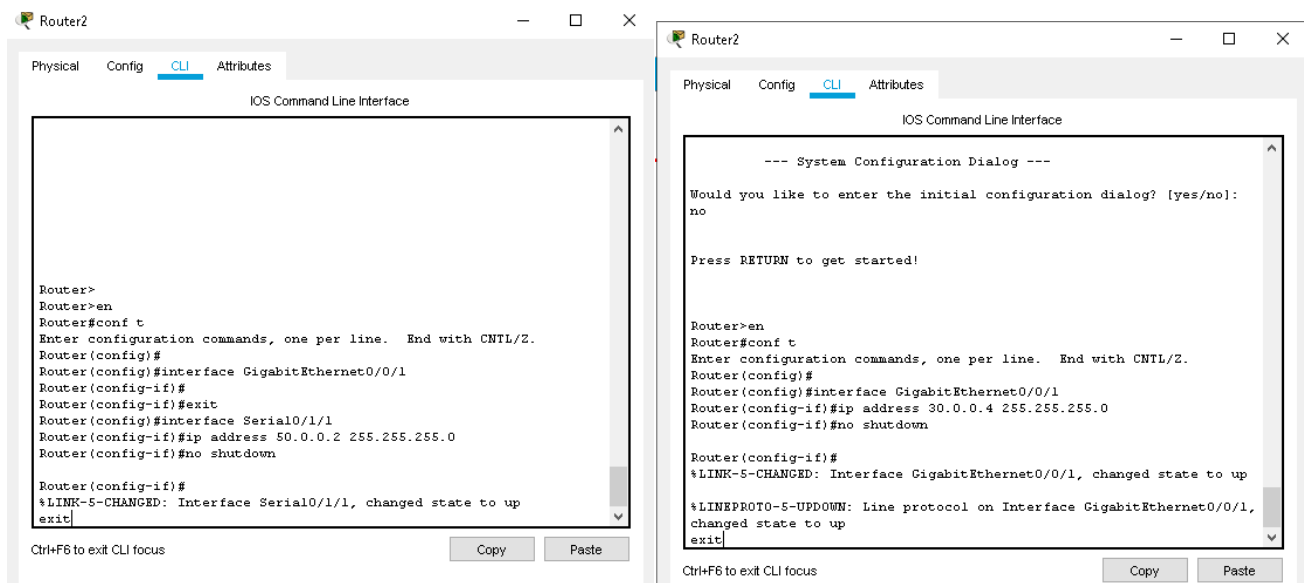 Router2
Physical Config CLI Attributes
IOS Command Line Interface
Router>
Router>en
Router#conf t
Enter configuration commands, one per line.  End with CNTL/Z.
Router(config)#
Router(config)#interface GigabitEthernet0/0/1
Router(config-if)#
Router(config-if)#exit
Router(config)#interface Serial0/1/1
Router(config-if)#ip address 50.0.0.2 255.255.255.0
Router(config-if)#no shutdown
Router(config-if)#
%LINK-5-CHANGED: Interface Serial0/1/1, changed state to up
exit
Ctrl+F6 to exit CLI focus
Copy Paste
Router2
Physical Config CLI Attributes
IOS Command Line Interface
--- System Configuration Dialog ---
Would you like to enter the initial configuration dialog? [yes/no]:
no
Press RETURN to get started!
Router>en
Router#conf t
Enter configuration commands, one per line.  End with CNTL/Z.
Router(config)#
Router(config)#interface GigabitEthernet0/0/1
Router(config-if)#ip address 30.0.0.4 255.255.255.0
Router(config-if)#no shutdown
Router(config-if)#
%LINK-5-CHANGED: Interface GigabitEthernet0/0/1, changed state to up
%LINEPROTO-5-UPDOWN: Line protocol on Interface GigabitEthernet0/0/1,
changed state to up
exit
Ctrl+F6 to exit CLI focus
Copy Paste